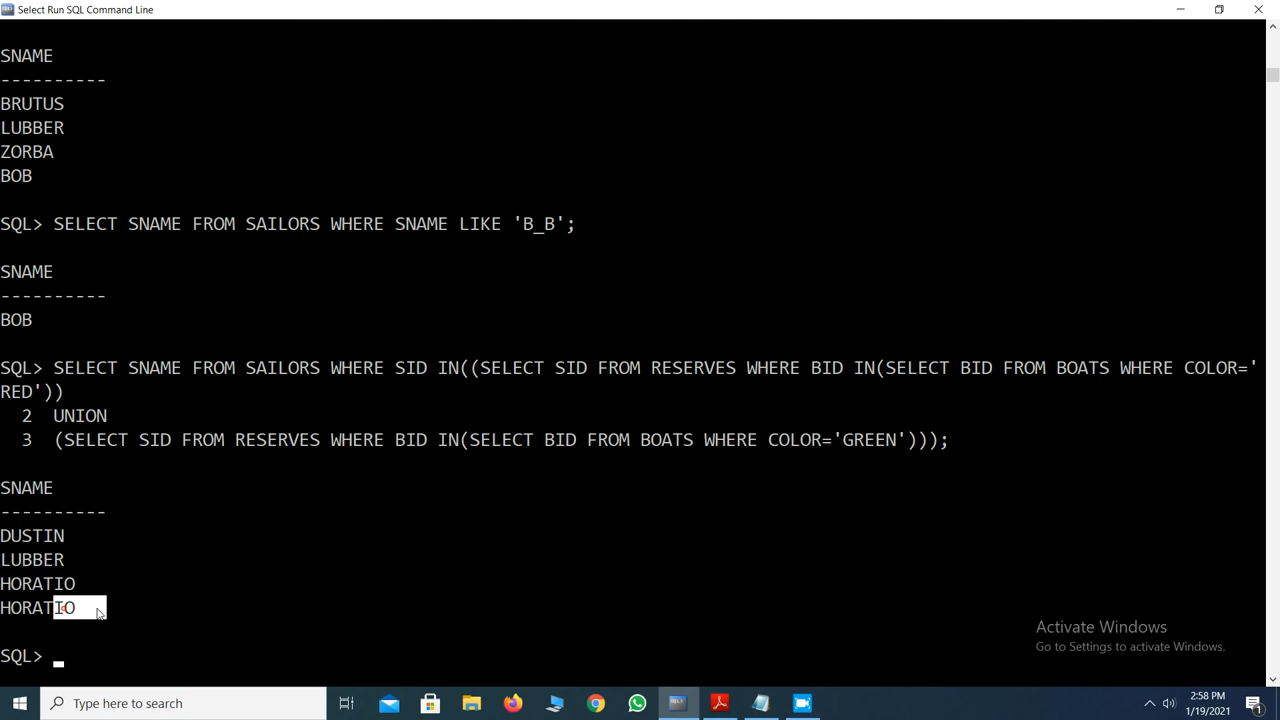 Select Run SQL Command Line
SNAME
----------
BRUTUS
LUBBER
ZORBA
BOB
SQL> SELECT SNAME FROM SAILORS WHERE SNAME LIKE 'B_B';
SNAME
----------
BOB
SQL> SELECT SNAME FROM SAILORS WHERE SID IN((SELECT SID FROM RESERVES WHERE BID IN(SELECT BID FROM BOATS WHERE COLOR='
RED'))
  2  UNION
  3  (SELECT SID FROM RESERVES WHERE BID IN(SELECT BID FROM BOATS WHERE COLOR='GREEN')));
SNAME
----------
DUSTIN
LUBBER
HORATIO
HORATIO
SQL>
Activate Windows
Go to Settings to activate Windows.
Type here to search
2:58 PM
1/19/2021
1